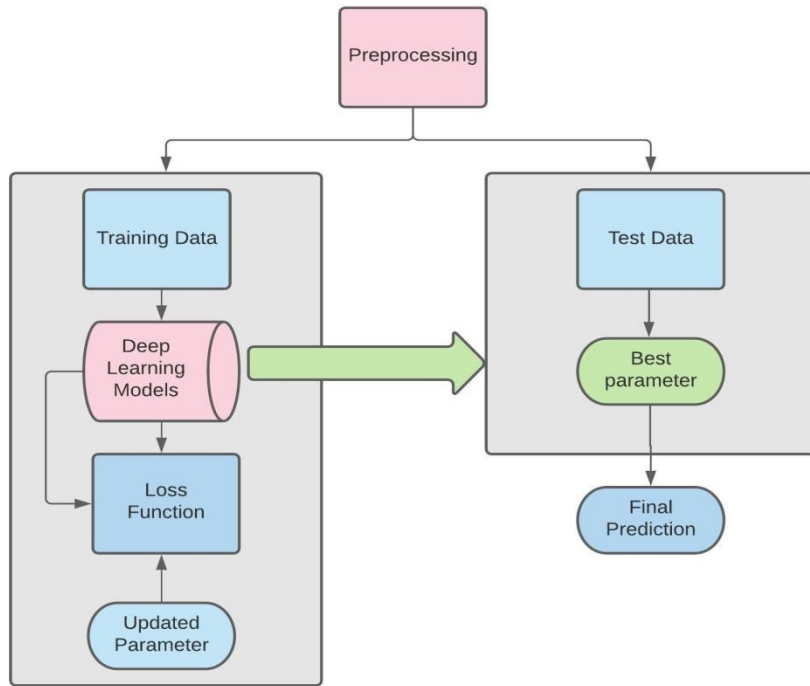 Preprocessing
Training Data
Deep
Learning
Models
Loss
Function
Updated
Parameter
Test Data
Best
parameter
Final
Prediction